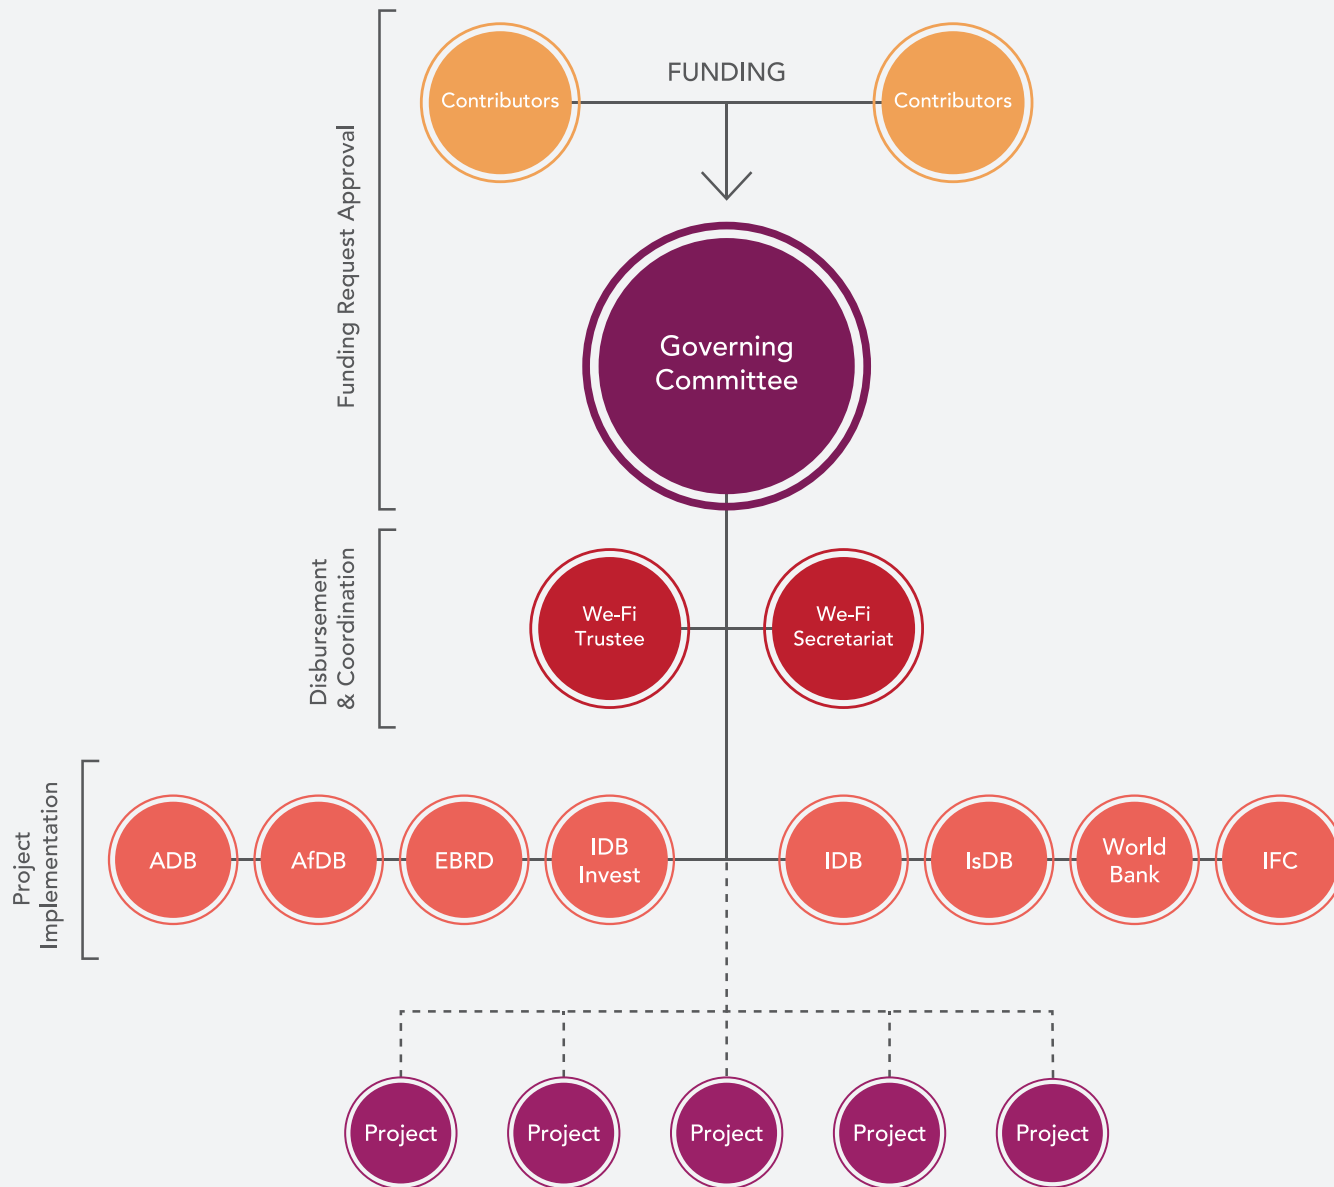 FUNDING
Contributors
Contributors
Funding Request Approval
Governing
Committee
Disbursement
& Coordination
We-Fi
Trustee
We-Fi
Secretariat
Project
Implementation
ADB
AfDB
EBRD
IDB
Invest
IDB
IsDB
World
Bank
IFC
Project
Project
Project
Project
Project